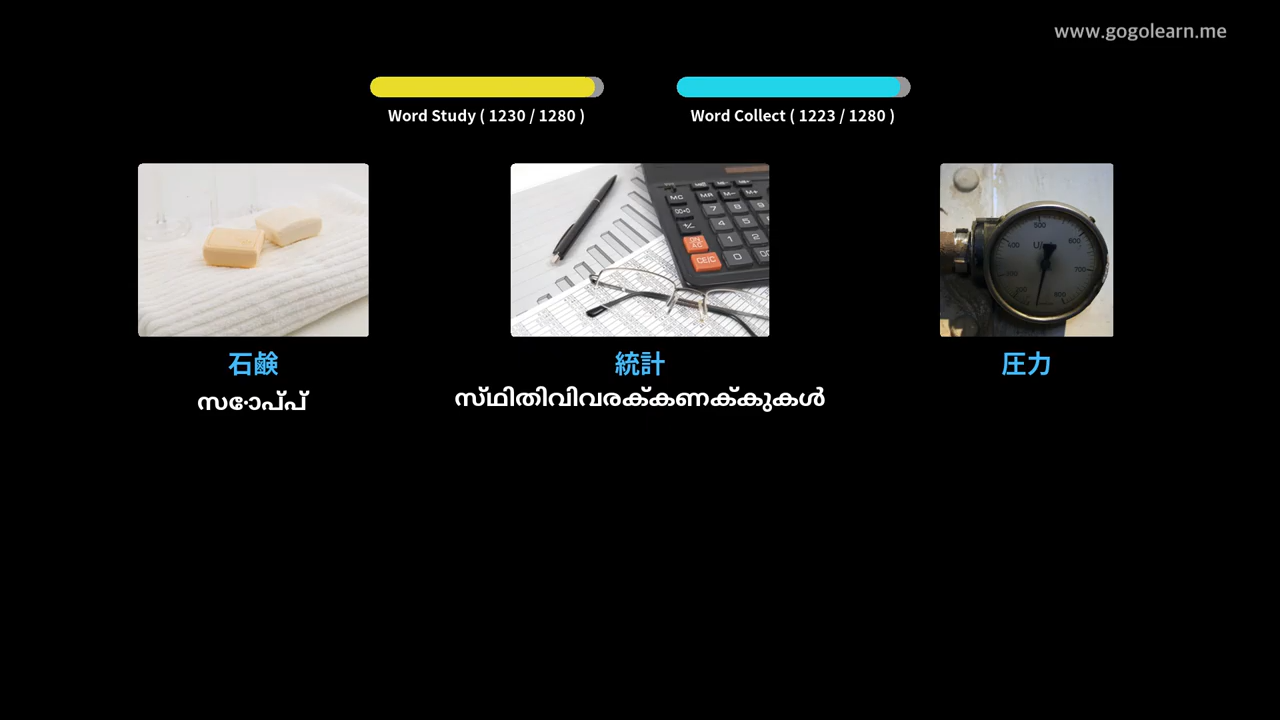 www.gogolearn.me
Word Study ( 1230 / 1280 )
Word Collect ( 1223 / 1280 )
石鹸
統計
圧力
സോപ്പ്
സ്ഥിതിവിവരക്കണക്കുകൾ